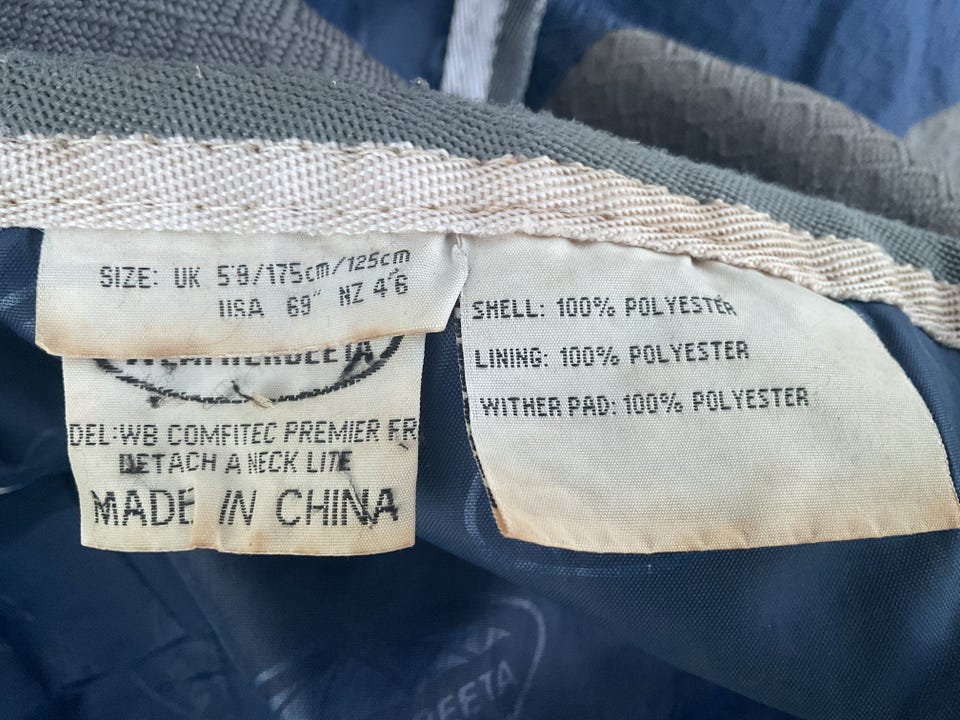 SIZE: UK 5'9/175cm/125cm
USA 69" NZ 4'6
DEL:WB COMFITEC PREMIER FR
DETACH A NECK LITE
MADE IN CHINA
SHELL: 100% POLYESTER
LINING: 100% POLYESTER
WITHER PAD: 100% POLYESTER
EETA